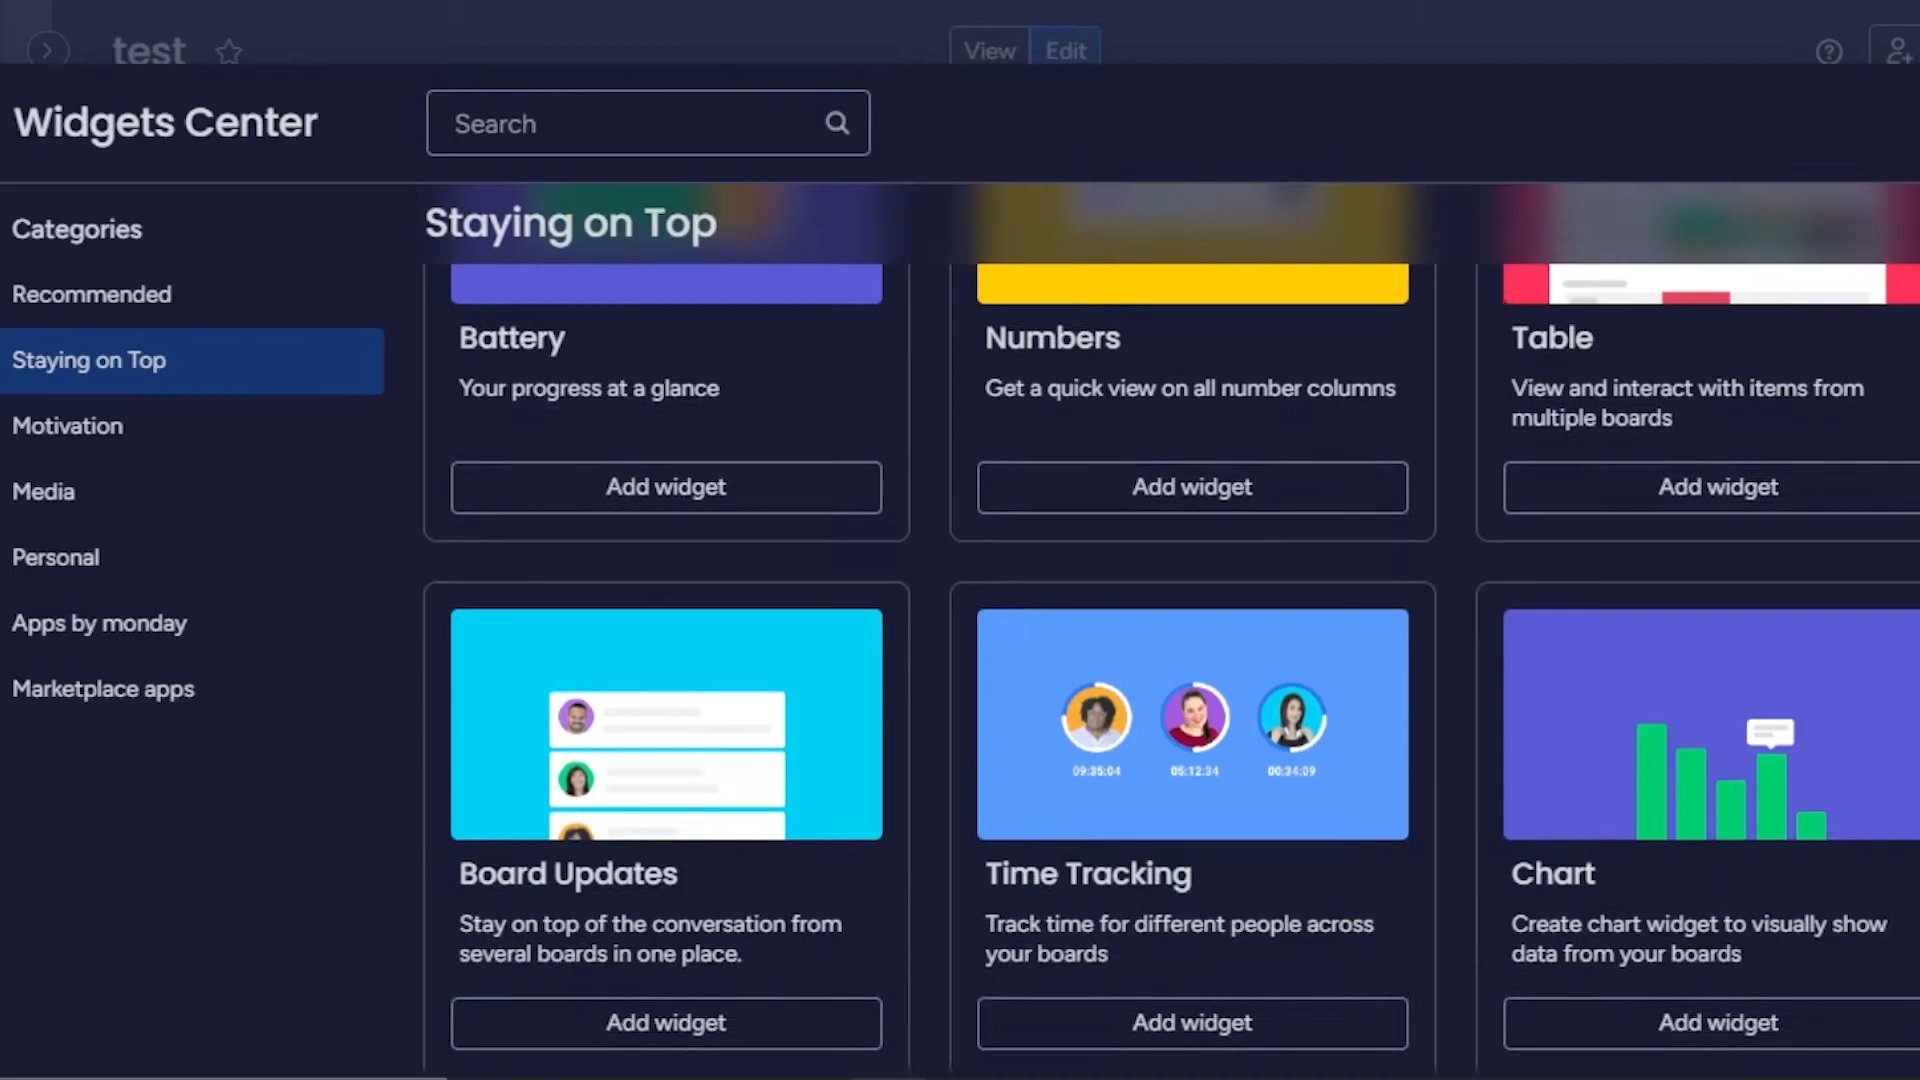 test
View
Edit
Widgets Center
Search
Categories
Recommended
Staying on Top
Motivation
Media
Personal
Apps by monday
Marketplace apps
Staying on Top
Battery
Your progress at a glance
Add widget
Numbers
Get a quick view on all number columns
Add widget
Table
View and interact with items from
multiple boards
Add widget
Board Updates
Stay on top of the conversation from
several boards in one place.
Add widget
09:35:04
05:12:34
00:34:09
Time Tracking
Track time for different people across
your boards
Add widget
Chart
Create chart widget to visually show
data from your boards
Add widget